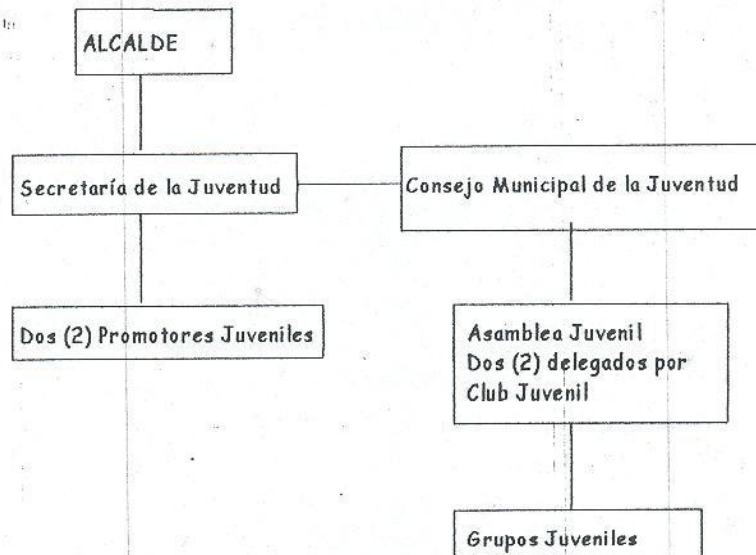 ALCALDE
Secretaría de la Juventud
Consejo Municipal de la Juventud
Dos (2) Promotores Juveniles
Asamblea Juvenil
Dos (2) delegados por
Club Juvenil
Grupos Juveniles